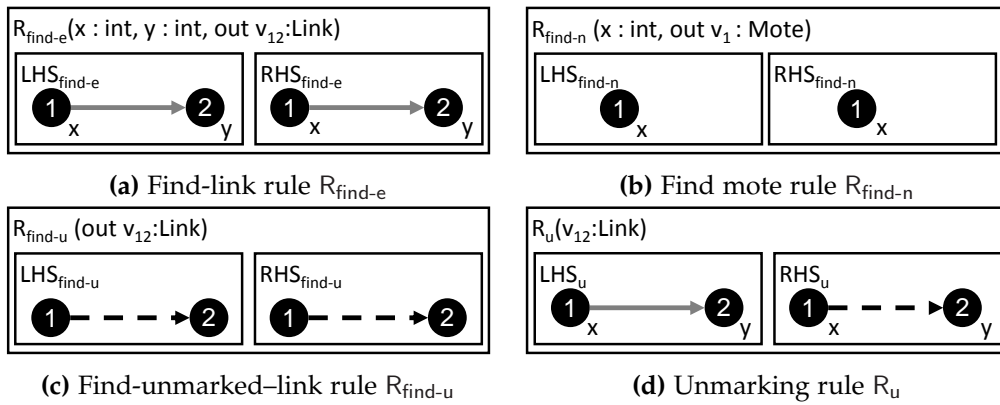 R_find-e(x : int, y : int, out v_12:Link)
LHS_find-e
1 x 2 y
RHS_find-e
1 x 2 y
(a) Find-link rule R_find-e
R_find-n (x : int, out v_1 : Mote)
LHS_find-n
1 x
RHS_find-n
1 x
(b) Find mote rule R_find-n
R_find-u (out v_12:Link)
LHS_find-u
1 2
RHS_find-u
1 2
(c) Find-unmarked–link rule R_find-u
R_u(v_12:Link)
LHS_u
1 x 2 y
RHS_u
1 x 2 y
(d) Unmarking rule R_u